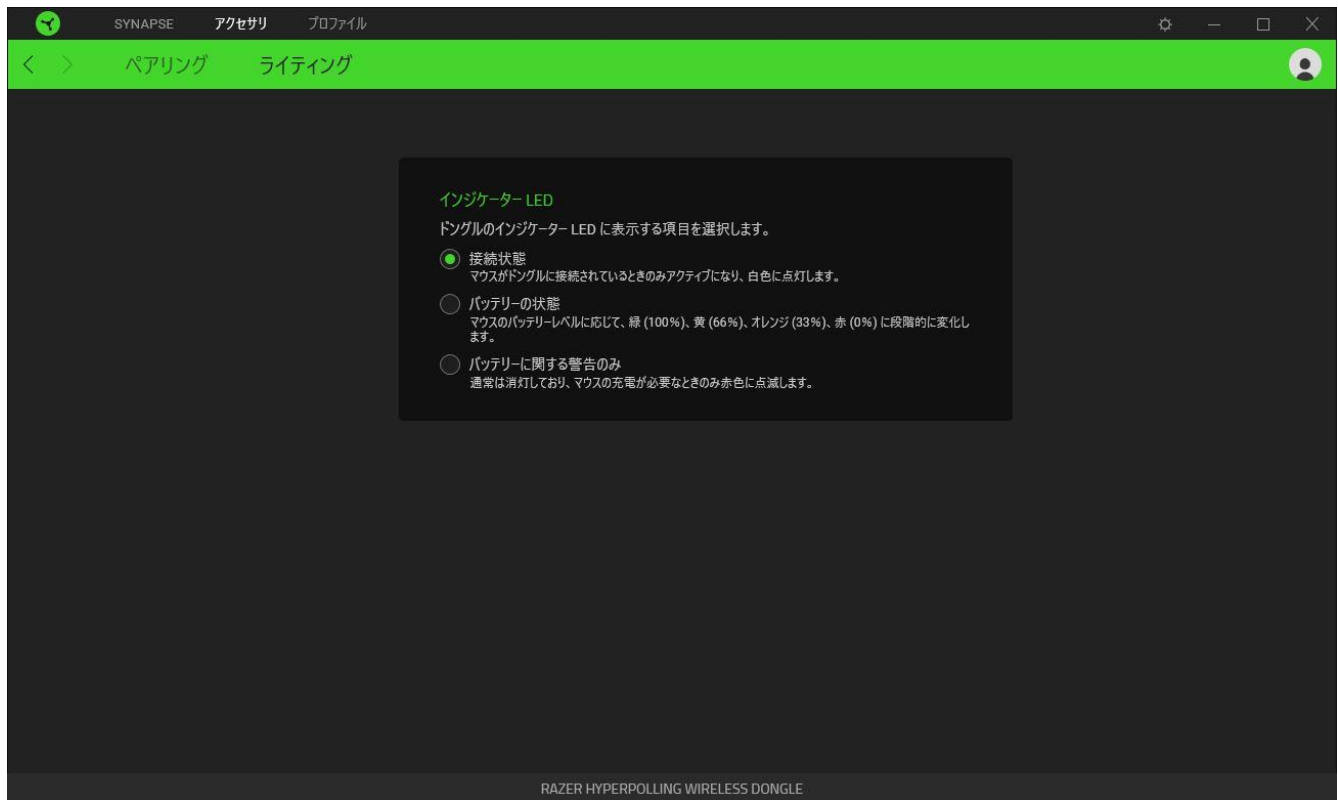 SYNAPSE アクセサリ プロファイル
ペアリング ライティング
インジケーター LED
ドングルのインジケーター LED に表示する項目を選択します。
接続状態
マウスがドングルに接続されているときのみアクティブになり、白色に点灯します。
バッテリーの状態
マウスのバッテリーレベルに応じて、緑 (100%)、黄 (66%)、オレンジ (33%)、赤 (0%) に段階的に変化し
ます。
バッテリーに関する警告のみ
通常は消灯しており、マウスの充電が必要なときのみ赤色に点滅します。
RAZER HYPERPOLLING WIRELESS DONGLE